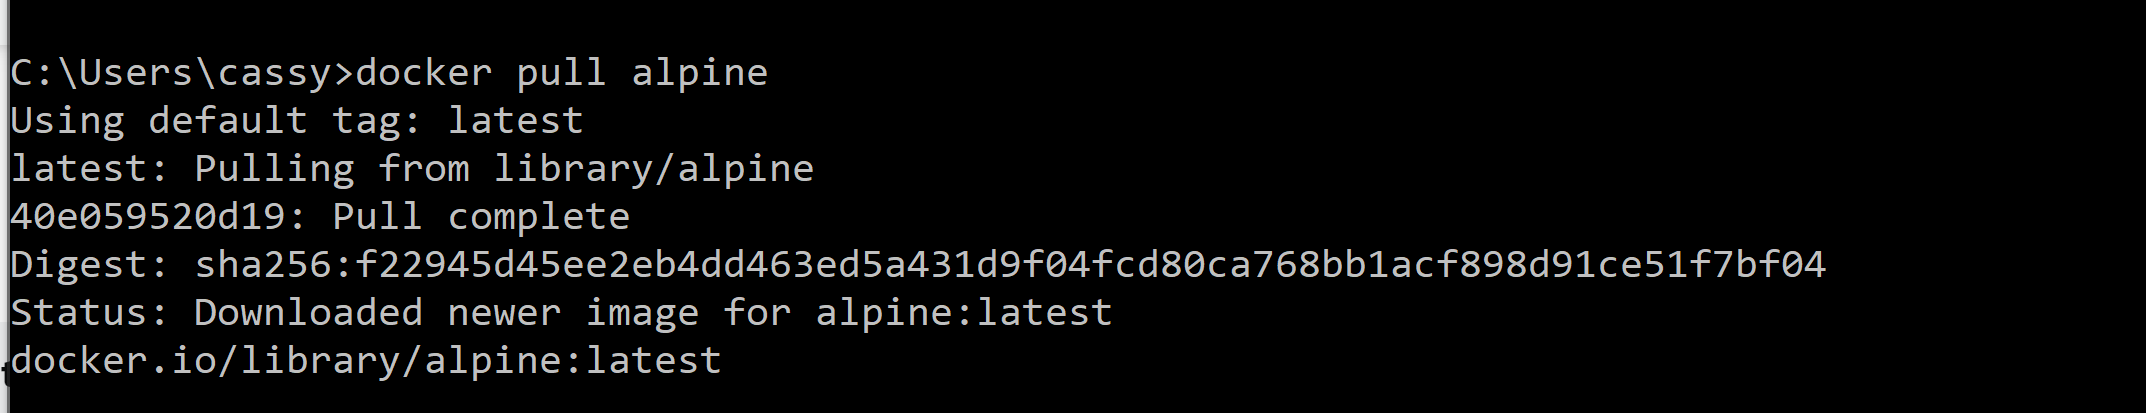 C:\Users\cassy>docker pull alpine
Using default tag: latest
latest: Pulling from library/alpine
40e059520d19: Pull complete
Digest: sha256:f22945d45ee2eb4dd463ed5a431d9f04fcd80ca768bb1acf898d91ce51f7bf04
Status: Downloaded newer image for alpine:latest
docker.io/library/alpine:latest